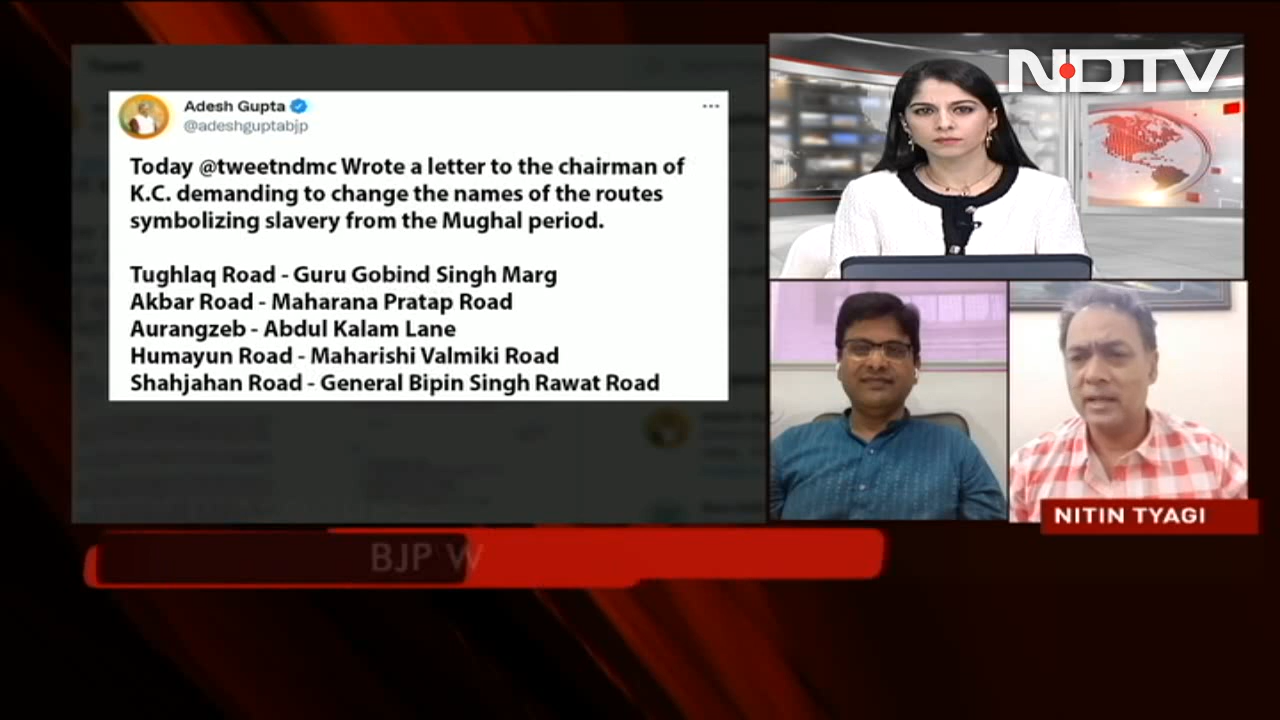 NDTV
Adesh Gupta
@adeshguptabjp
Today @tweetndmc Wrote a letter to the chairman of
K.C. demanding to change the names of the routes
symbolizing slavery from the Mughal period.
Tughlaq Road - Guru Gobind Singh Marg
Akbar Road - Maharana Pratap Road
Aurangzeb - Abdul Kalam Lane
Humayun Road - Maharishi Valmiki Road
Shahjahan Road - General Bipin Singh Rawat Road
NITIN TYAGI
BJP W